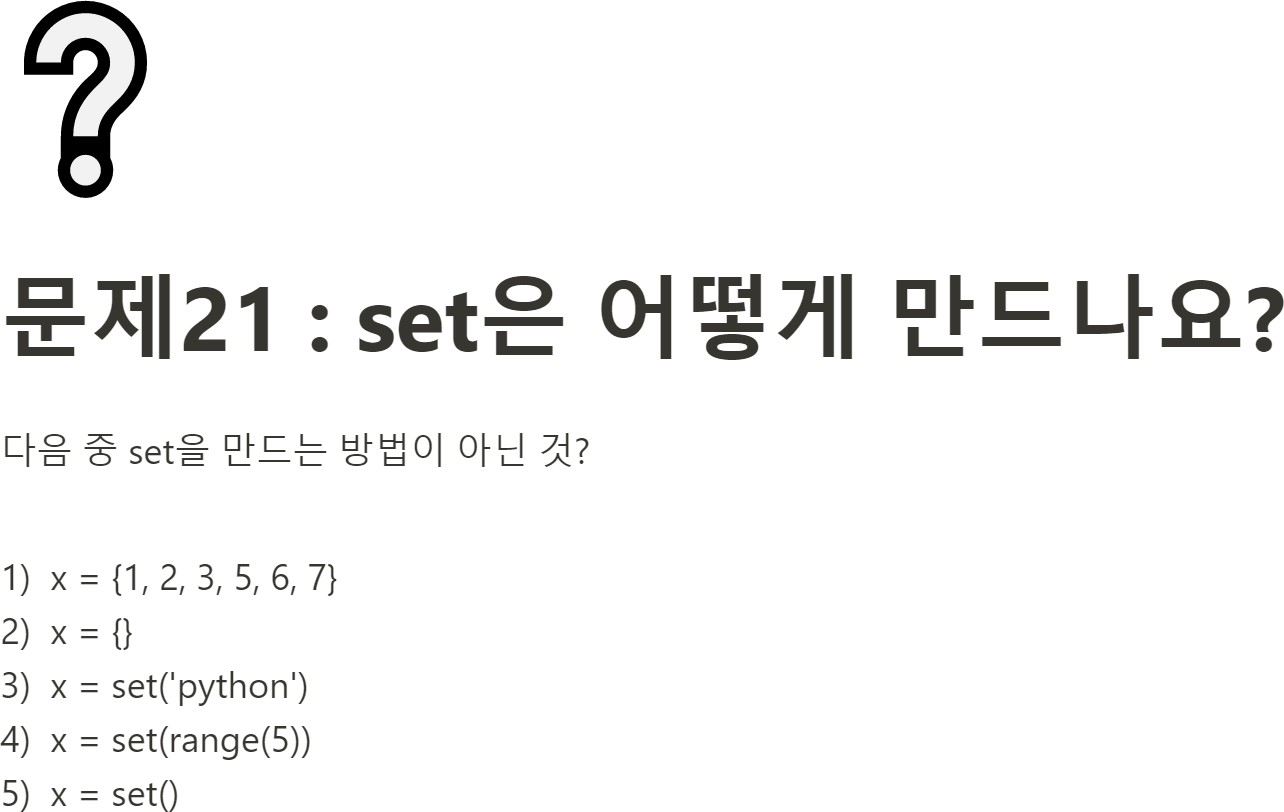 문제21 : set은 어떻게 만드나요?
다음 중 set을 만드는 방법이 아닌 것?
1) x = {1, 2, 3, 5, 6, 7}
2) x = {}
3) x = set('python')
4) x = set(range(5))
5) x = set()